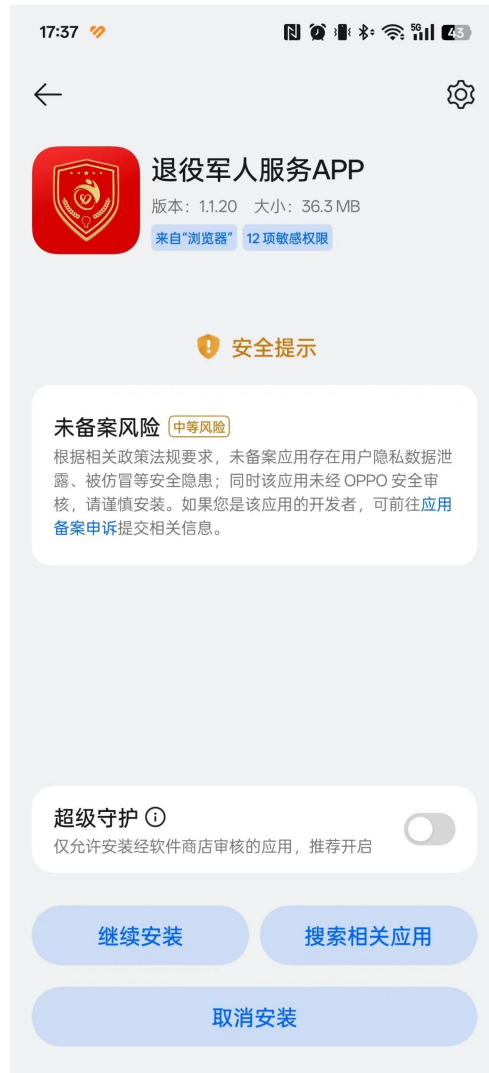 17:37
5G
43
退役军人服务APP
版本：1.1.20 大小：36.3 MB
来自“浏览器” 12 项敏感权限
安全提示
未备案风险 中等风险
根据相关政策法规要求，未备案应用存在用户隐私数据泄
露、被仿冒等安全隐患；同时该应用未经 OPPO 安全审
核，请谨慎安装。如果您是该应用的开发者，可前往应用
备案申诉提交相关信息。
超级守护
仅允许安装经软件商店审核的应用，推荐开启
继续安装 搜索相关应用
取消安装